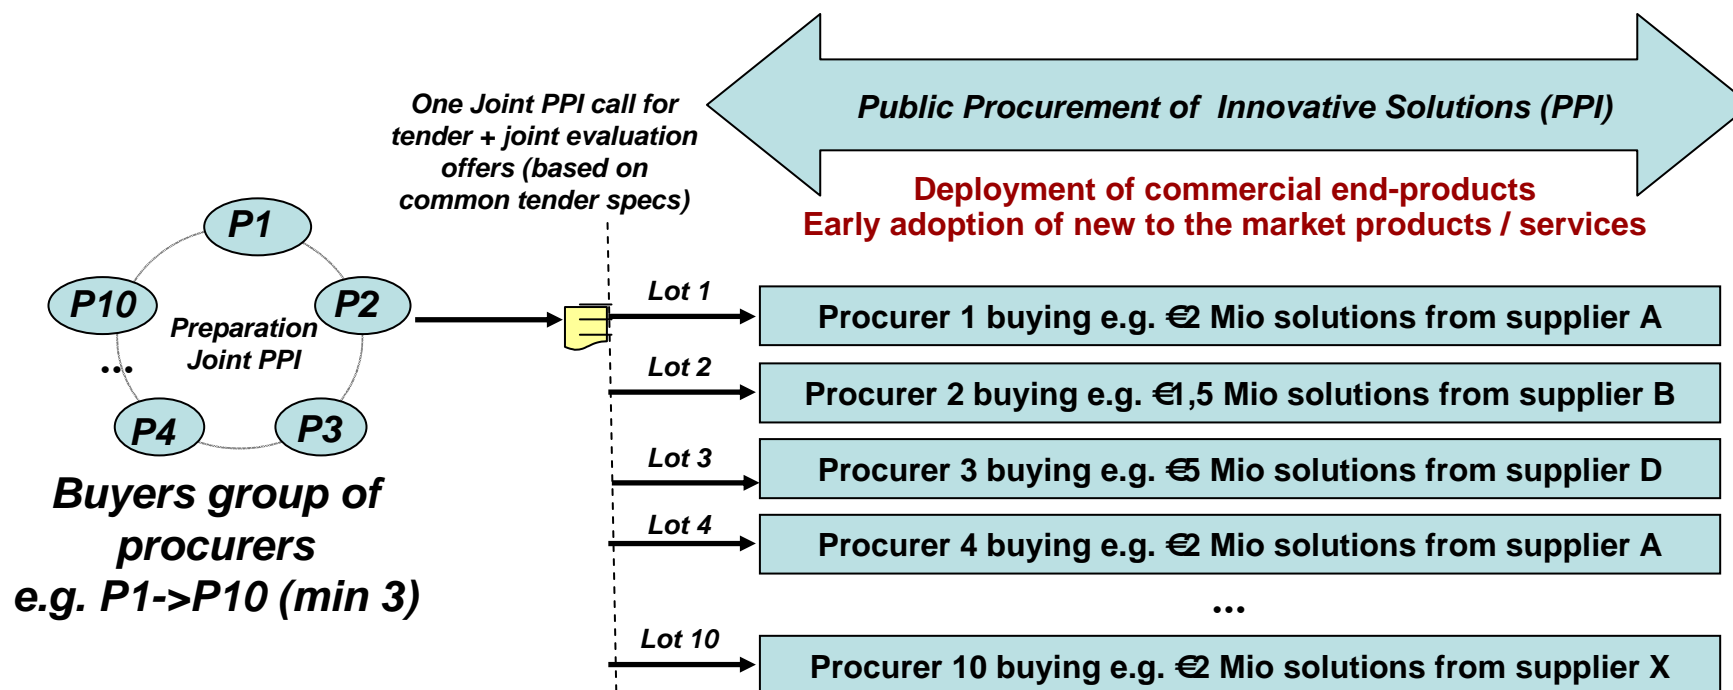 One Joint PPI call for
tender + joint evaluation
offers (based on
common tender specs)
Public Procurement of Innovative Solutions (PPI)
Deployment of commercial end-products
Early adoption of new to the market products / services
P1
P10
P2
Preparation
Joint PPI
...
P4
P3
Buyers group of
procurers
e.g. P1->P10 (min 3)
Lot 1
Procurer 1 buying e.g. €2 Mio solutions from supplier A
Lot 2
Procurer 2 buying e.g. €1,5 Mio solutions from supplier B
Lot 3
Procurer 3 buying e.g. €5 Mio solutions from supplier D
Lot 4
Procurer 4 buying e.g. €2 Mio solutions from supplier A
...
Lot 10
Procurer 10 buying e.g. €2 Mio solutions from supplier X